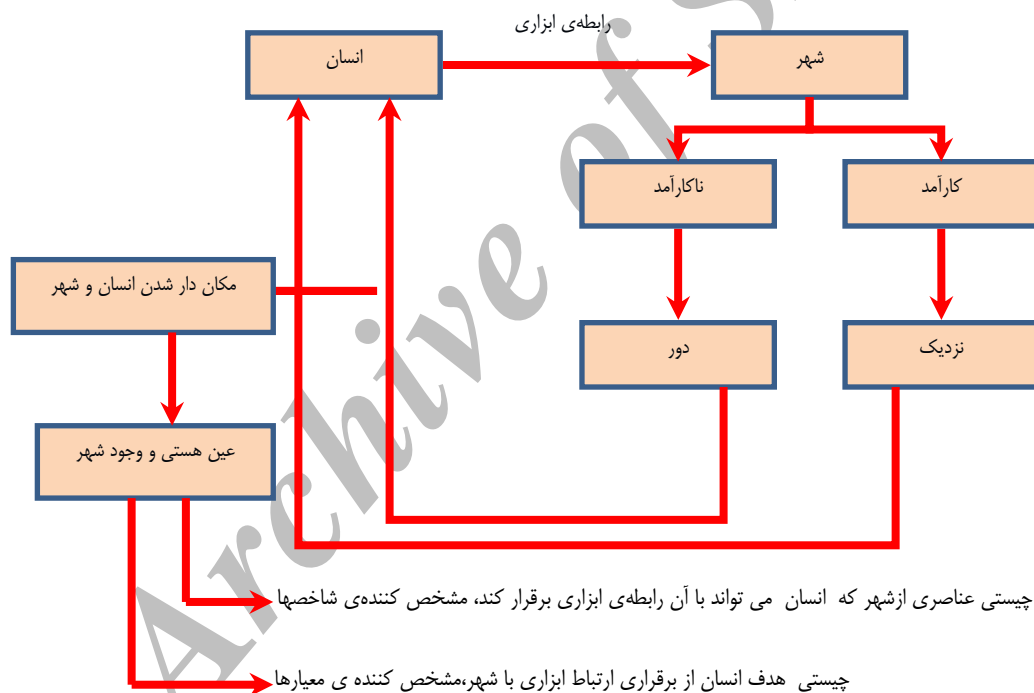 رابطه‌ی ابزاری
شهر
انسان
کارآمد
ناکارآمد
مکان دار شدن انسان و شهر
نزدیک
دور
عین هستی و وجود شهر
چیستی عناصری ازشهر که انسان می تواند با آن رابطه‌ی ابزاری برقرار کند، مشخص کننده‌ی شاخصها
چیستی هدف انسان از برقراری ارتباط ابزاری با شهر،مشخص کننده ی معیارها
Archive of S